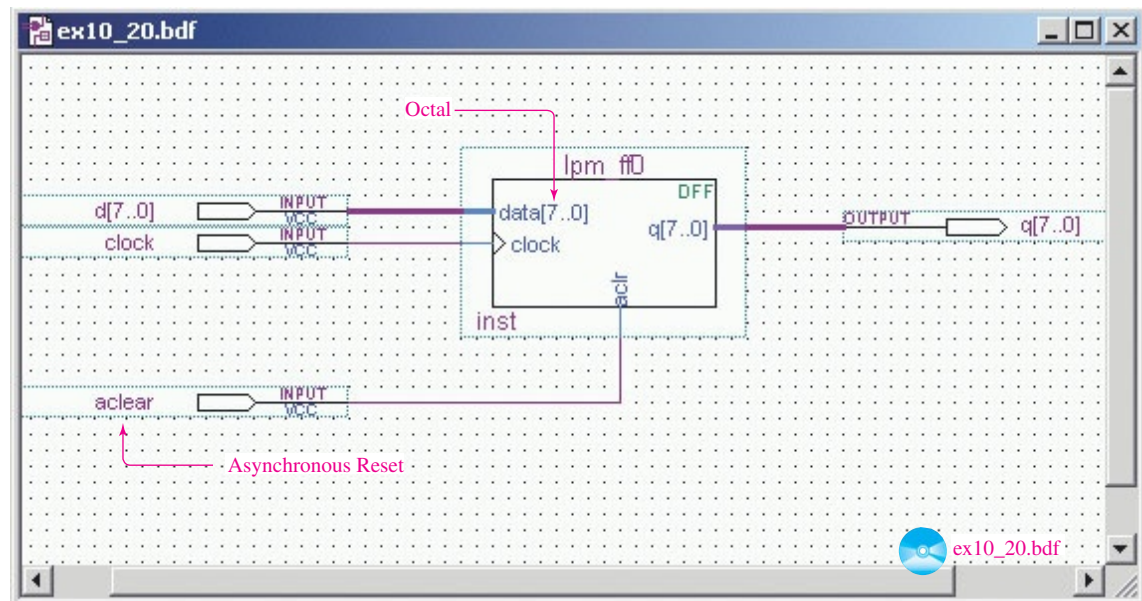 ex10_20.bdf
Octal
lpm_ff0
DFF
d[7..0]
INPUT
VCC
data[7..0]
q[7..0]
OUTPUT
q[7..0]
clock
INPUT
VCC
clock
aclr
inst
aclear
INPUT
VCC
Asynchronous Reset
ex10_20.bdf